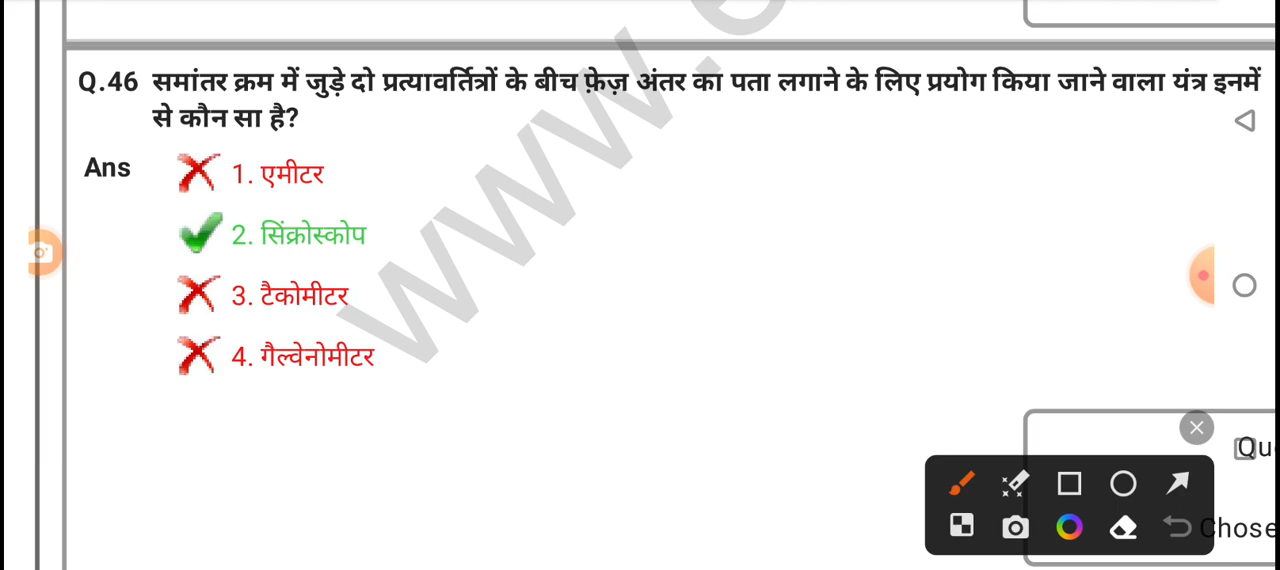 Q.46 समांतर क्रम में जुड़े दो प्रत्यावर्तित्रों के बीच फ़ेज़ अंतर का पता लगाने के लिए प्रयोग किया जाने वाला यंत्र इनमें
से कौन सा है?
Ans 1. एमीटर
2. सिंक्रोस्कोप
3. टैकोमीटर
4. गैल्वेनोमीटर
www.e
Qu
Chose